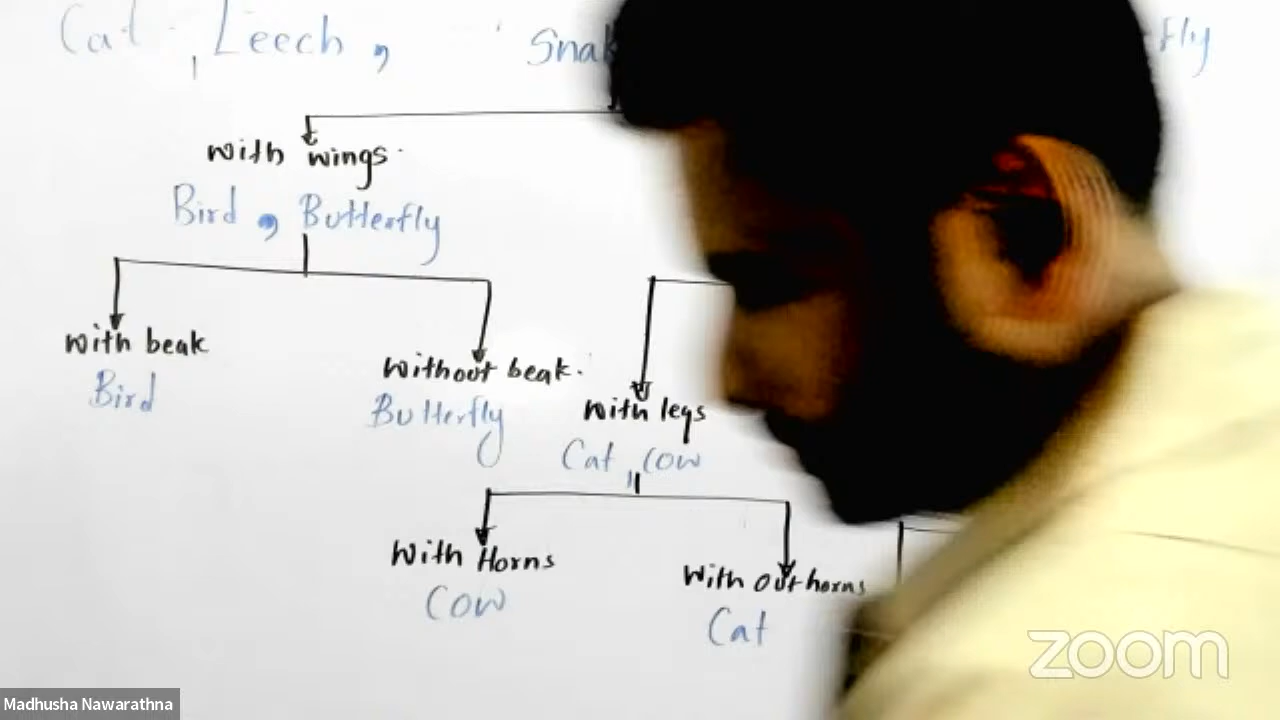 Cat, Leech,
fly
with wings.
Bird, Butterfly
with beak
Bird
without beak.
Butterfly
with legs
Cat, Cow
With Horns
Cow
With out horns
Cat
zoom
Madhusha Nawarathna